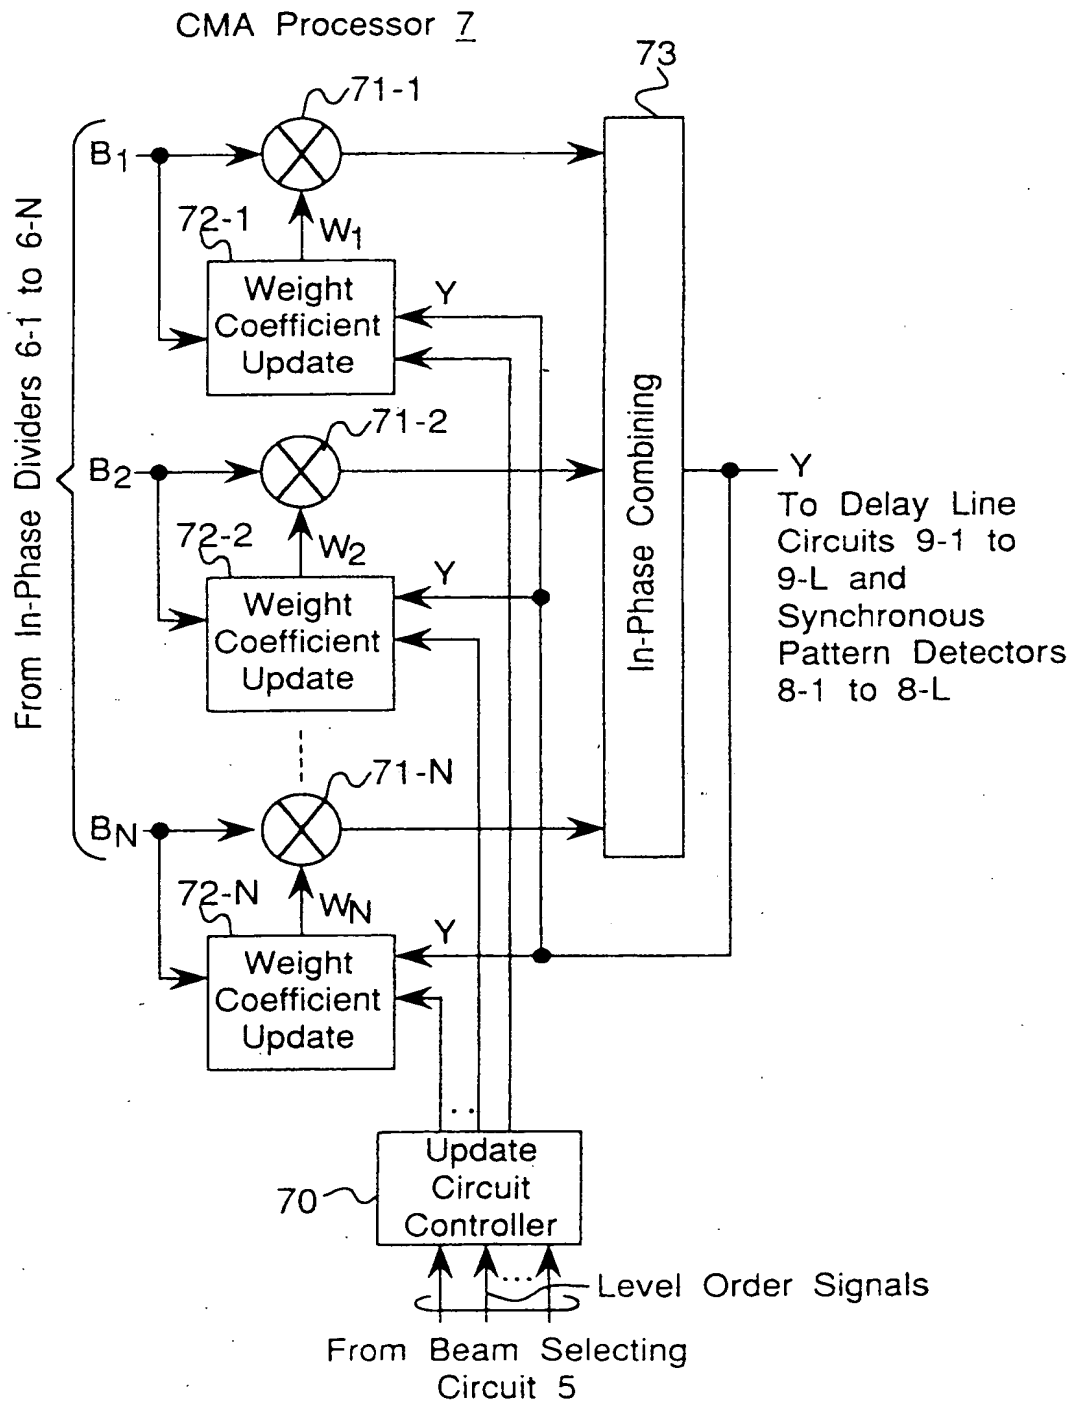 CMA Processor 7
73
71-1
B1
72-1
W1
Weight
Coefficient
Update
Y
From In-Phase Dividers 6-1 to 6-N
71-2
B2
72-2
W2
Weight
Coefficient
Update
Y
In-Phase Combining
Y
To Delay Line
Circuits 9-1 to
9-L and
Synchronous
Pattern Detectors
8-1 to 8-L
71-N
BN
72-N
WN
Weight
Coefficient
Update
Y
70
Update
Circuit
Controller
Level Order Signals
From Beam Selecting
Circuit 5